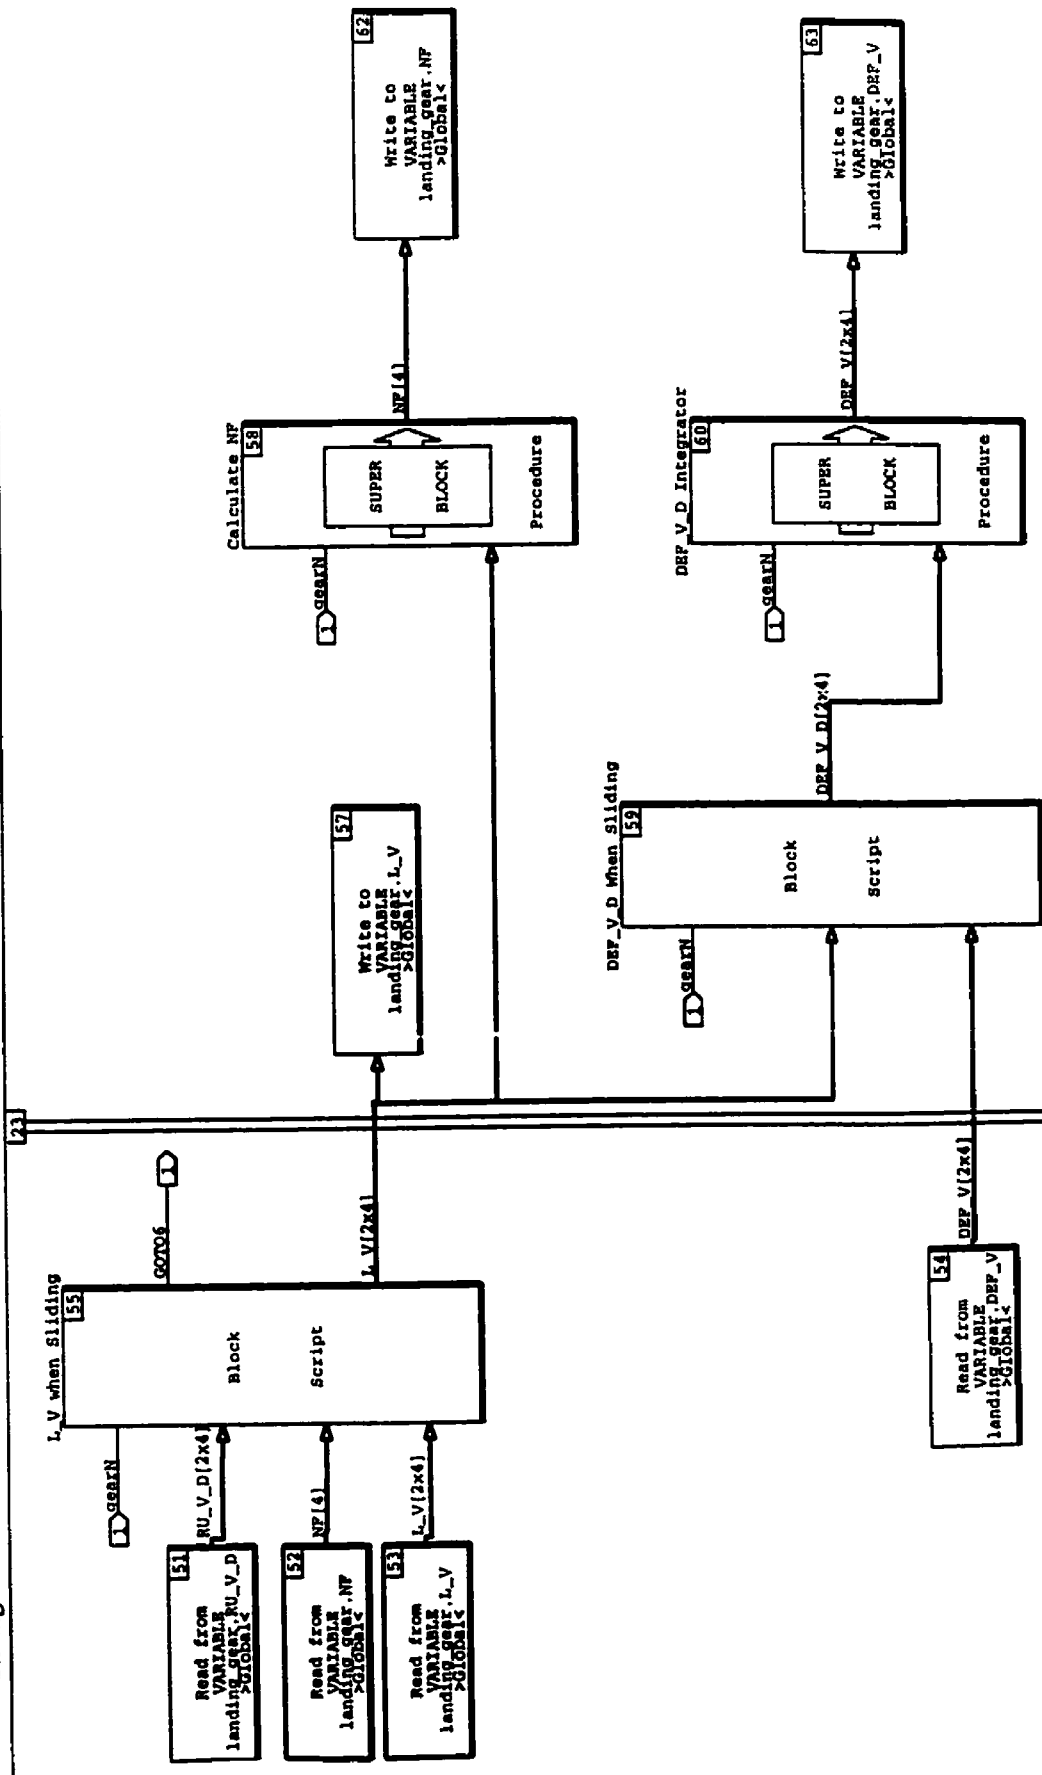 23
L_V when Sliding
55
Block
Script
1
gearN
GOTO6
1
51
Read from
VARIABLE
landing_gear.RU_V_D
>Global<
RU_V_D[2x4]
52
Read from
VARIABLE
landing_gear.NF
>Global<
NF[4]
53
Read from
VARIABLE
landing_gear.L_V
>Global<
L_V[2x4]
L_V[2x4]
54
Read from
VARIABLE
landing_gear.DEF_V
>Global<
DEF_V[2x4]
57
Write to
VARIABLE
landing_gear.L_V
>Global<
DEF_V_D When Sliding
59
Block
Script
1
gearN
DEF_V_D[2x4]
Calculate NF
58
SUPER
BLOCK
Procedure
1
gearN
NF[4]
DEF_V_D Integrator
60
SUPER
BLOCK
Procedure
1
gearN
DEF_V[2x4]
62
Write to
VARIABLE
landing_gear.NF
>Global<
63
Write to
VARIABLE
landing_gear.DEF_V
>Global<